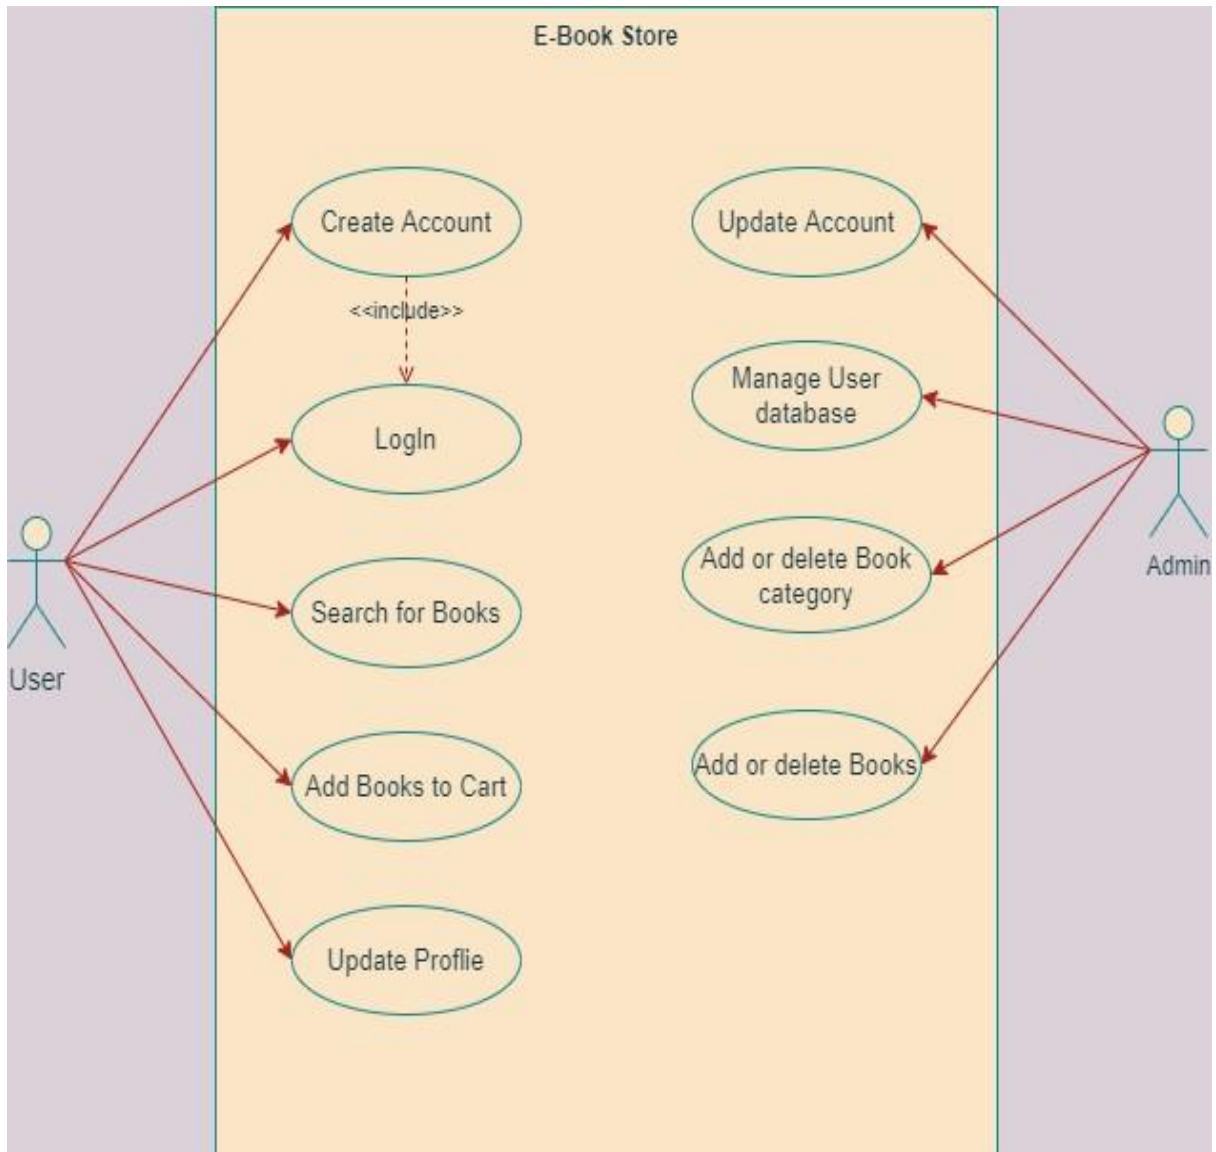 E-Book Store
Create Account
<<include>>
LogIn
Search for Books
Add Books to Cart
Update Proflie
User
Update Account
Manage User
database
Add or delete Book
category
Add or delete Books
Admin